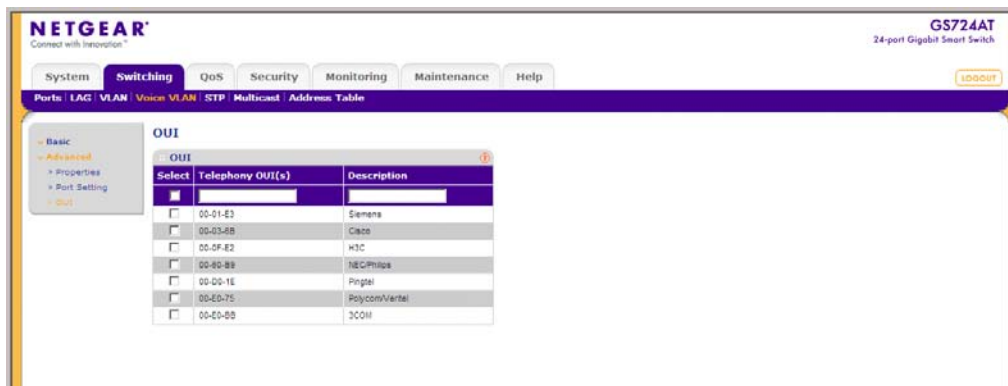 NETGEAR
Connect with Innovation™
GS724AT
24-port Gigabit Smart Switch
System Switching QoS Security Monitoring Maintenance Help
LOGOUT
Ports LAG VLAN Voice VLAN STP Multicast Address Table
Basic
Advanced
Properties
Port Setting
OUI
OUI
OUI
Select Telephony OUI(s) Description
00-01-E3 Siemens
00-03-6B Cisco
00-0F-E2 H3C
00-60-B9 NEC/Philips
00-D0-1E Pingtel
00-E0-75 Polycom/Veritel
00-E0-BB 3COM